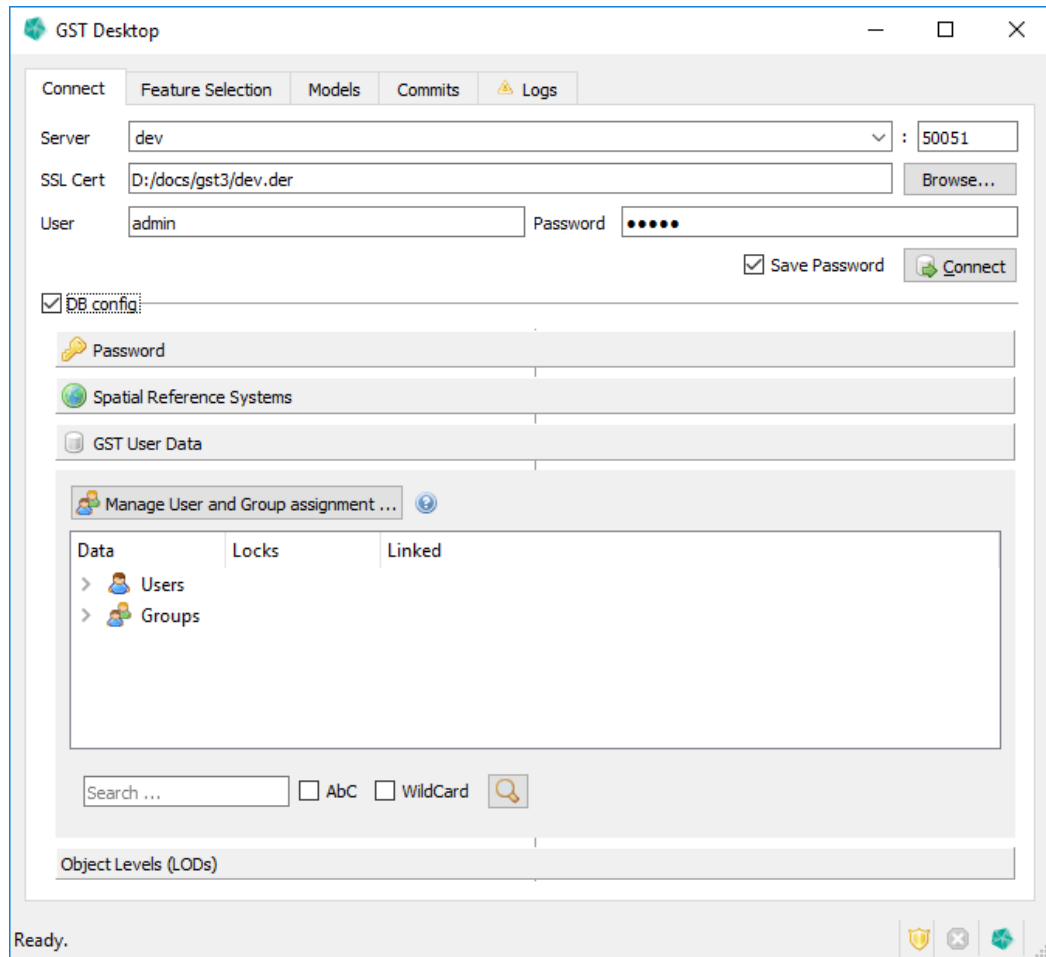 GST Desktop
Connect Feature Selection Models Commits Logs
Server dev : 50051
SSL Cert D:/docs/gst3/dev.der Browse...
User admin Password ●●●●●
Save Password Connect
DB config
Password
Spatial Reference Systems
GST User Data
Manage User and Group assignment ...
Data Locks Linked
Users
Groups
Search ... AbC WildCard
Object Levels (LODs)
Ready.